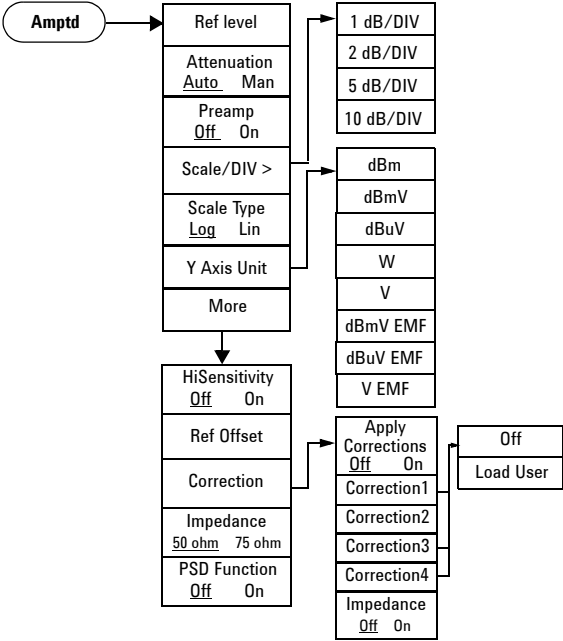 Amptd
Ref level
Attenuation
Auto Man
Preamp
Off On
Scale/DIV >
Scale Type
Log Lin
Y Axis Unit
More
1 dB/DIV
2 dB/DIV
5 dB/DIV
10 dB/DIV
dBm
dBmV
dBuV
W
V
dBmV EMF
dBuV EMF
V EMF
HiSensitivity
Off On
Ref Offset
Correction
Impedance
50 ohm 75 ohm
PSD Function
Off On
Apply
Corrections
Off On
Correction1
Correction2
Correction3
Correction4
Impedance
Off On
Off
Load User